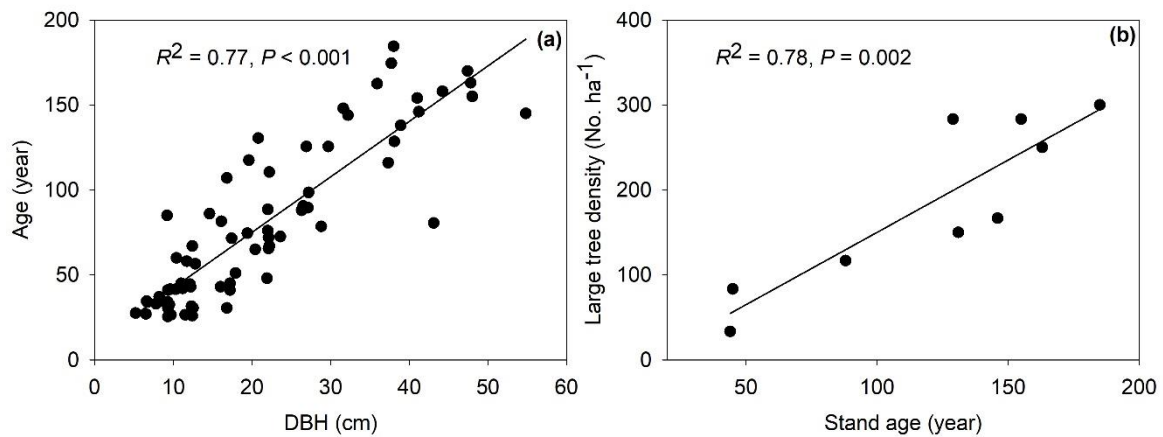 (a)
R² = 0.77, P < 0.001
Age (year)
200
150
100
50
0
0 10 20 30 40 50 60
DBH (cm)
(b)
R² = 0.78, P = 0.002
Large tree density (No. ha⁻¹)
400
300
200
100
0
50 100 150 200
Stand age (year)